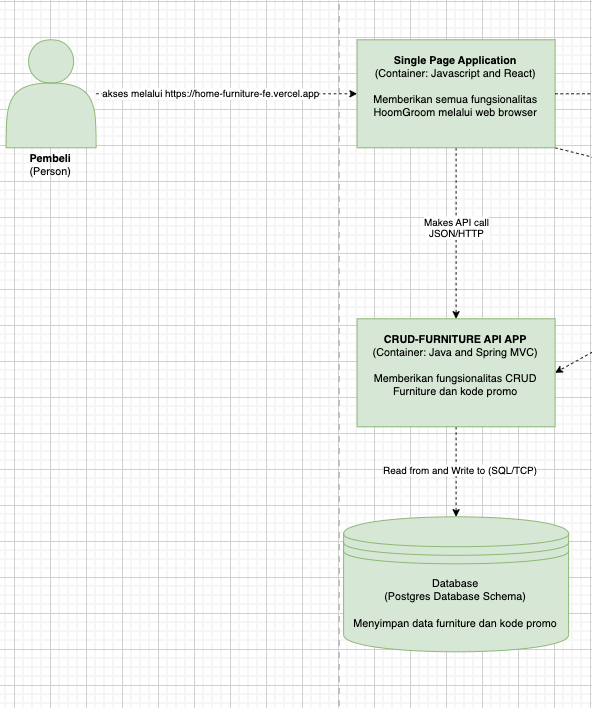 Pembeli
(Person)
akses melalui https://home-furniture-fe.vercel.app
Single Page Application
(Container: Javascript and React)
Memberikan semua fungsionalitas
HoomGroom melalui web browser
Makes API call
JSON/HTTP
CRUD-FURNITURE API APP
(Container: Java and Spring MVC)
Memberikan fungsionalitas CRUD
Furniture dan kode promo
Read from and Write to (SQL/TCP)
Database
(Postgres Database Schema)
Menyimpan data furniture dan kode promo